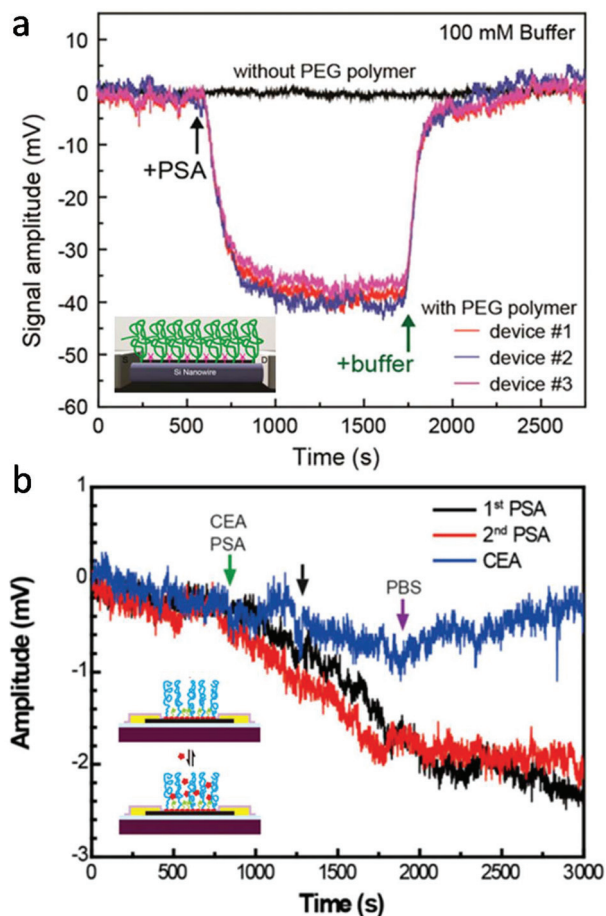 a
100 mM Buffer
without PEG polymer
+PSA
+buffer
with PEG polymer
device #1
device #2
device #3
Si Nanowire
D
10
0
-10
-20
-30
-40
-50
-60
Signal amplitude (mV)
0
500
1000
1500
2000
2500
Time (s)
b
1
0
-1
-2
-3
Amplitude (mV)
CEA
PSA
PBS
1st PSA
2nd PSA
CEA
0
500
1000
1500
2000
2500
3000
Time (s)